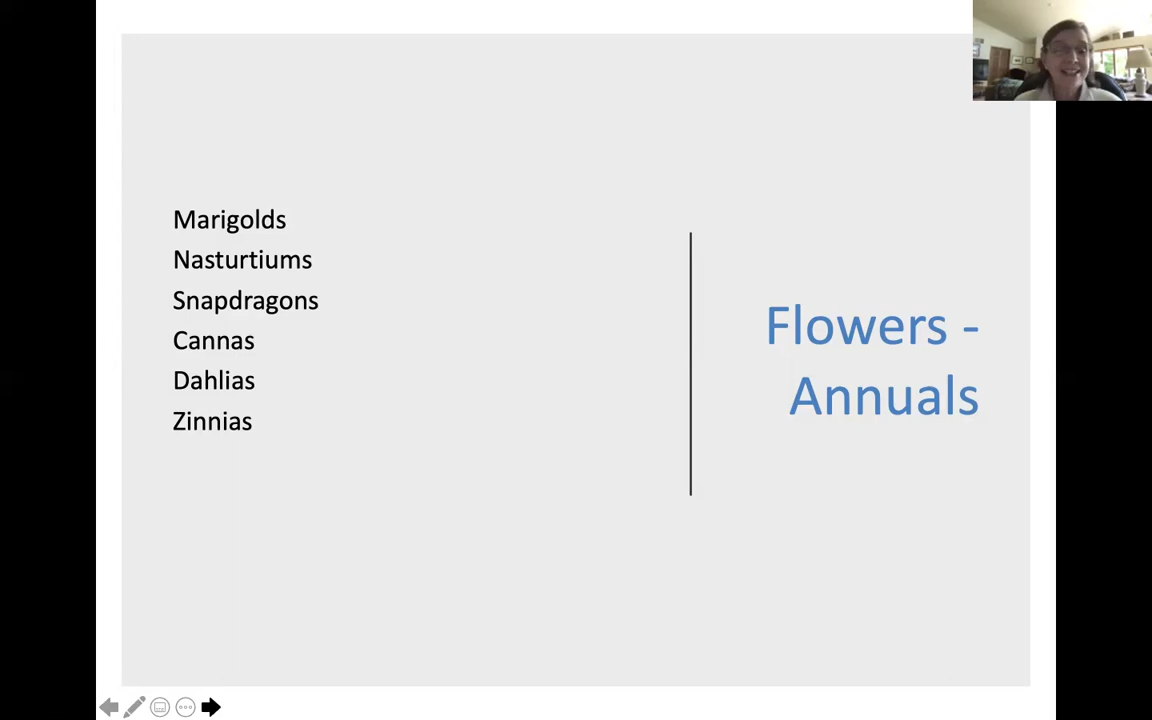 Marigolds
Nasturtiums
Snapdragons
Cannas
Dahlias
Zinnias
Flowers -
Annuals